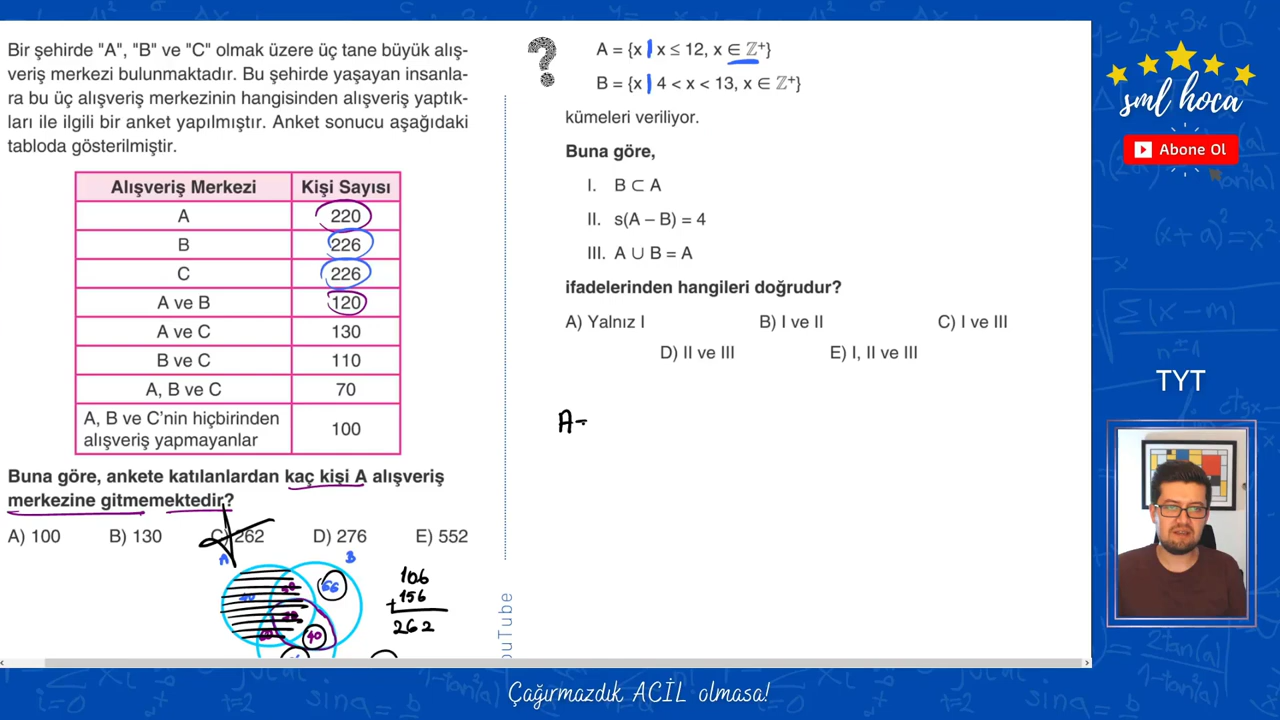 Bir şehirde "A", "B" ve "C" olmak üzere üç tane büyük alış-
veriş merkezi bulunmaktadır. Bu şehirde yaşayan insanla-
ra bu üç alışveriş merkezinin hangisinden alışveriş yaptık-
ları ile ilgili bir anket yapılmıştır. Anket sonucu aşağıdaki
tabloda gösterilmiştir.
Alışveriş Merkezi Kişi Sayısı
A 220
B 226
C 226
A ve B 120
A ve C 130
B ve C 110
A, B ve C 70
A, B ve C'nin hiçbirinden
alışveriş yapmayanlar 100
Buna göre, ankete katılanlardan kaç kişi A alışveriş
merkezine gitmemektedir?
A) 100 B) 130 C) 262 D) 276 E) 552
A B
66
40
106
+ 156
262
?
A = {x | x ≤ 12, x ∈ ℤ⁺}
B = {x | 4 < x < 13, x ∈ ℤ⁺}
kümeleri veriliyor.
Buna göre,
I. B ⊂ A
II. s(A – B) = 4
III. A ∪ B = A
ifadelerinden hangileri doğrudur?
A) Yalnız I B) I ve II C) I ve III
D) II ve III E) I, II ve III
A=
ouTube
sml hoca
Abone Ol
TYT
Çağırmazdık ACİL olmasa!